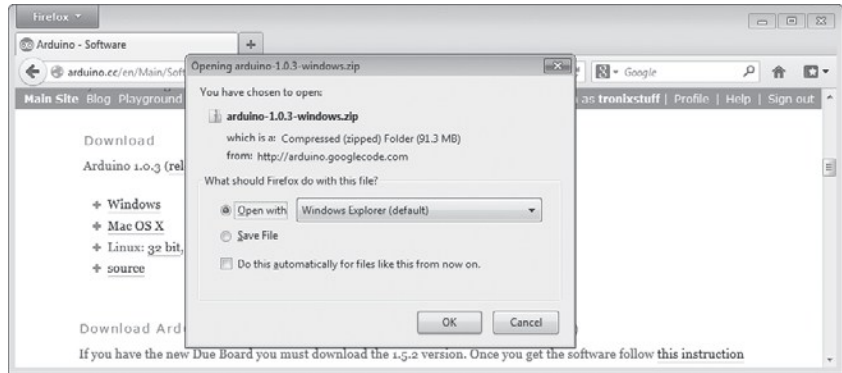 Firefox
Arduino - Software
arduino.cc/en/Main/Soft
Google
Main Site Blog Playground
as tronixstuff | Profile | Help | Sign out
Opening arduino-1.0.3-windows.zip
You have chosen to open:
arduino-1.0.3-windows.zip
which is a: Compressed (zipped) Folder (91.3 MB)
from: http://arduino.googlecode.com
What should Firefox do with this file?
Open with Windows Explorer (default)
Save File
Do this automatically for files like this from now on.
OK Cancel
Download
Arduino 1.0.3 (rel
Windows
Mac OS X
Linux: 32 bit,
source
Download Ard
)
If you have the new Due Board you must download the 1.5.2 version. Once you get the software follow this instruction